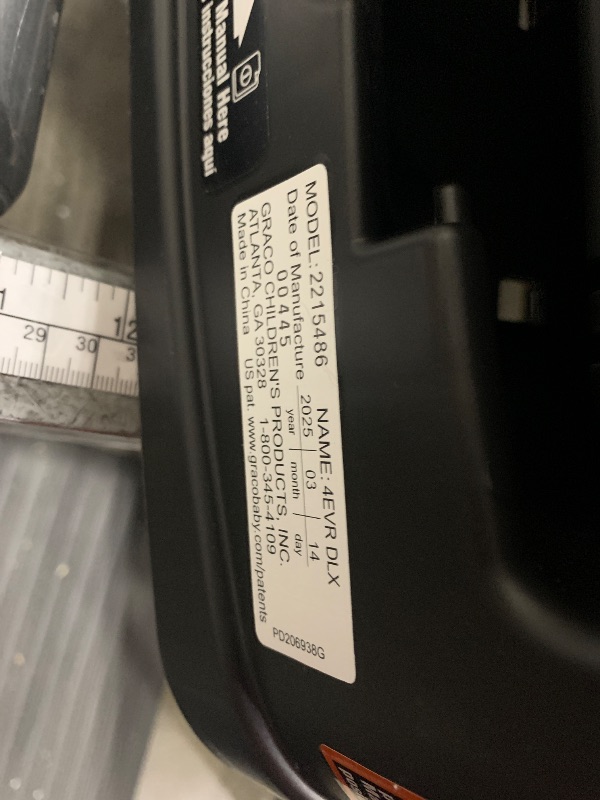 Manual Here
Instrucciones aquí
MODEL: 2215486 NAME: 4EVR DLX
Date of Manufacture 2025 / 03 / 14
year / month / day
00445
GRACO CHILDREN'S PRODUCTS, INC.
ATLANTA, GA 30328 1-800-345-4109
Made in China US pat. www.gracobaby.com/patents
PD206938G
1 12
29 30